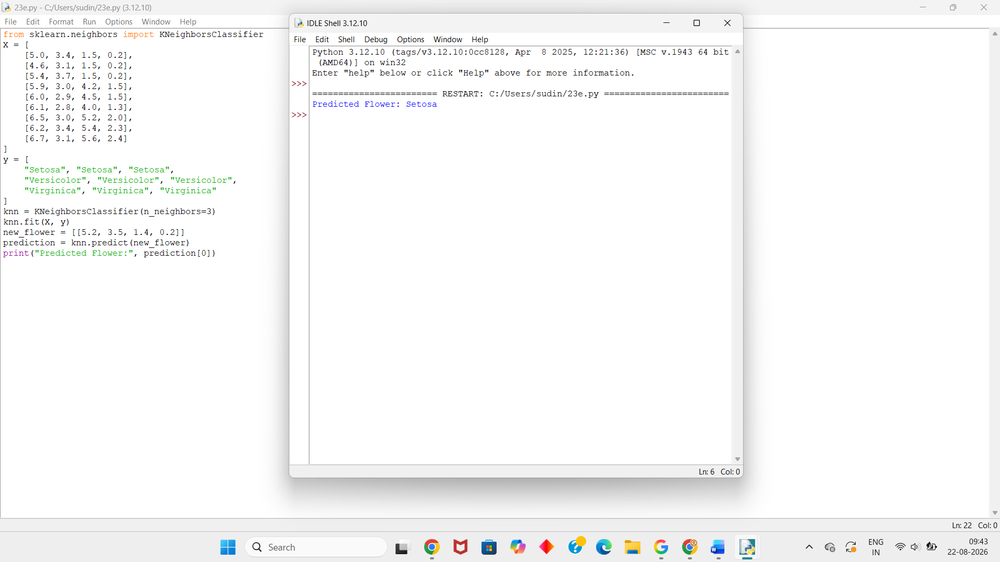 23e.py - C:/Users/sudin/23e.py (3.12.10)
File Edit Format Run Options Window Help
from sklearn.neighbors import KNeighborsClassifier
X = [
    [5.0, 3.4, 1.5, 0.2],
    [4.6, 3.1, 1.5, 0.2],
    [5.4, 3.7, 1.5, 0.2],
    [5.9, 3.0, 4.2, 1.5],
    [6.0, 2.9, 4.5, 1.5],
    [6.1, 2.8, 4.0, 1.3],
    [6.5, 3.0, 5.2, 2.0],
    [6.2, 3.4, 5.4, 2.3],
    [6.7, 3.1, 5.6, 2.4]
]
y = [
    "Setosa", "Setosa", "Setosa",
    "Versicolor", "Versicolor", "Versicolor",
    "Virginica", "Virginica", "Virginica"
]
knn = KNeighborsClassifier(n_neighbors=3)
knn.fit(X, y)
new_flower = [[5.2, 3.5, 1.4, 0.2]]
prediction = knn.predict(new_flower)
print("Predicted Flower:", prediction[0])
IDLE Shell 3.12.10
File Edit Shell Debug Options Window Help
Python 3.12.10 (tags/v3.12.10:0cc8128, Apr  8 2025, 12:21:36) [MSC v.1943 64 bit
(AMD64)] on win32
Enter "help" below or click "Help" above for more information.
>>>
======================== RESTART: C:/Users/sudin/23e.py ========================
Predicted Flower: Setosa
>>>
Ln: 6 Col: 0
Ln: 22 Col: 0
Search
ENG
IN
09:43
22-08-2026